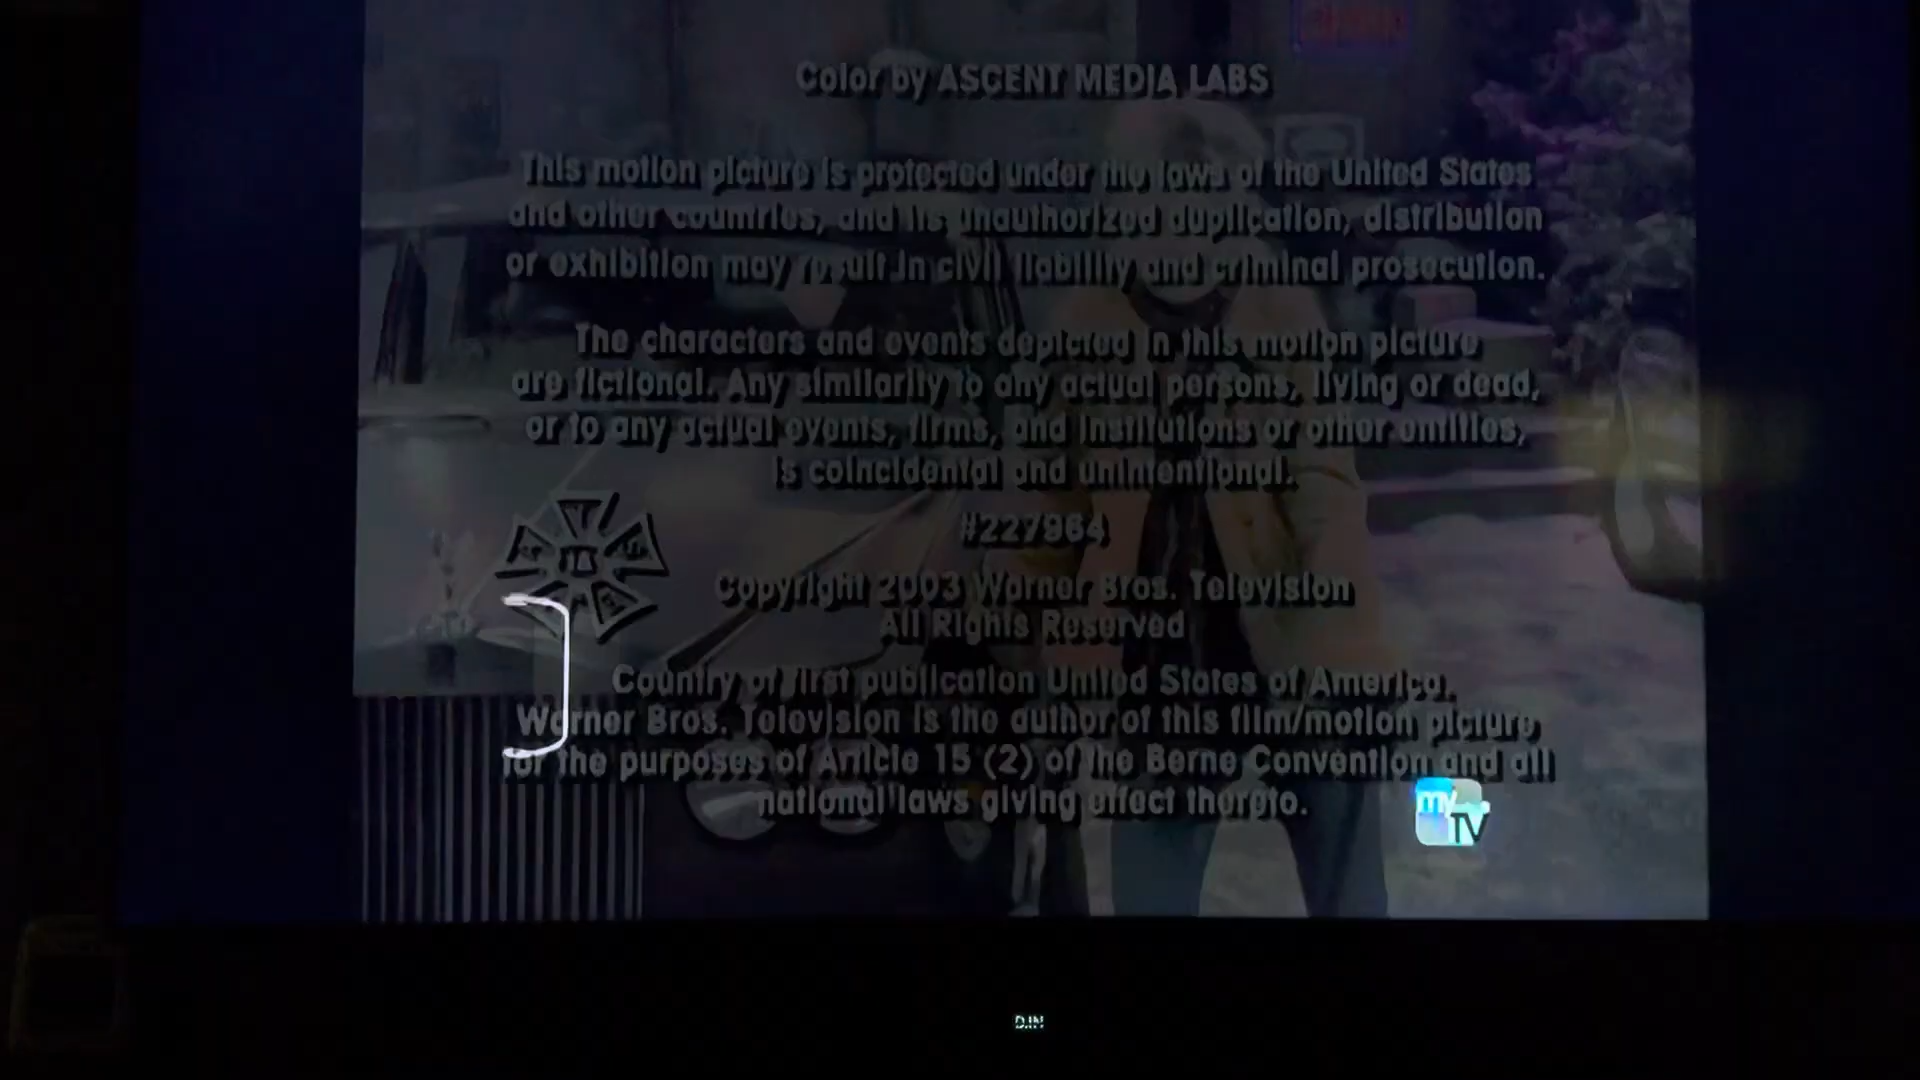 Color by ASCENT MEDIA LABS
This motion picture is protected under the laws of the United States
and other countries, and its unauthorized duplication, distribution
or exhibition may result in civil liability and criminal prosecution.
The characters and events depicted in this motion picture
are fictional. Any similarity to any actual persons, living or dead,
or to any actual events, firms, and institutions or other entities,
is coincidental and unintentional.
#227964
Copyright 2003 Warner Bros. Television
All Rights Reserved
Country of first publication United States of America.
Warner Bros. Television is the author of this film/motion picture
for the purposes of Article 15 (2) of the Berne Convention and all
national laws giving effect thereto.
my
TV